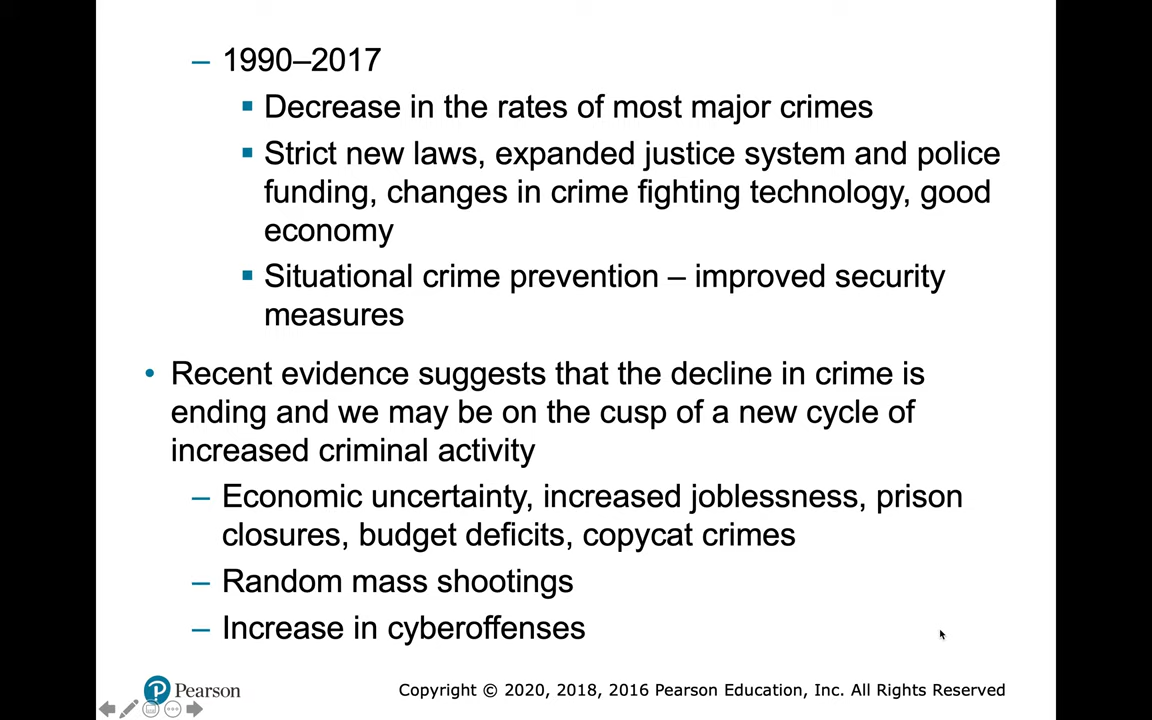 – 1990–2017
▪ Decrease in the rates of most major crimes
▪ Strict new laws, expanded justice system and police
funding, changes in crime fighting technology, good
economy
▪ Situational crime prevention – improved security
measures
• Recent evidence suggests that the decline in crime is
ending and we may be on the cusp of a new cycle of
increased criminal activity
– Economic uncertainty, increased joblessness, prison
closures, budget deficits, copycat crimes
– Random mass shootings
– Increase in cyberoffenses
Pearson
Copyright © 2020, 2018, 2016 Pearson Education, Inc. All Rights Reserved